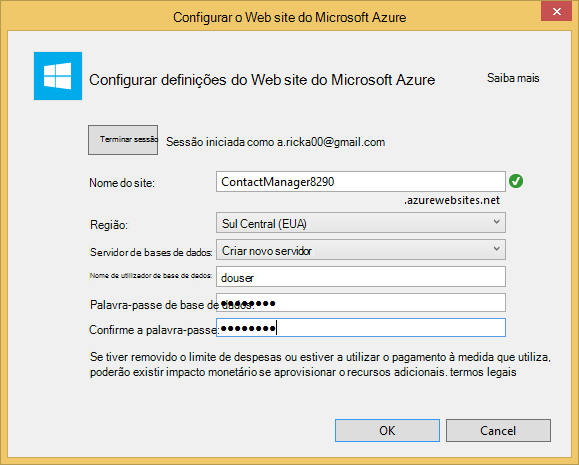 Configurar o Web site do Microsoft Azure
Configurar definições do Web site do Microsoft Azure
Saiba mais
Terminar sessão
Sessão iniciada como a.ricka00@gmail.com
Nome do site:
ContactManager8290
.azurewebsites.net
Região:
Sul Central (EUA)
Servidor de bases de dados:
Criar novo servidor
Nome de utilizador de base de dados:
douser
Palavra-passe de base de dados:
●●●●●●●●
Confirme a palavra-passe:
●●●●●●●●●
Se tiver removido o limite de despesas ou estiver a utilizar o pagamento à medida que utiliza,
poderão existir impacto monetário se aprovisionar o recursos adicionais. termos legais
OK
Cancel